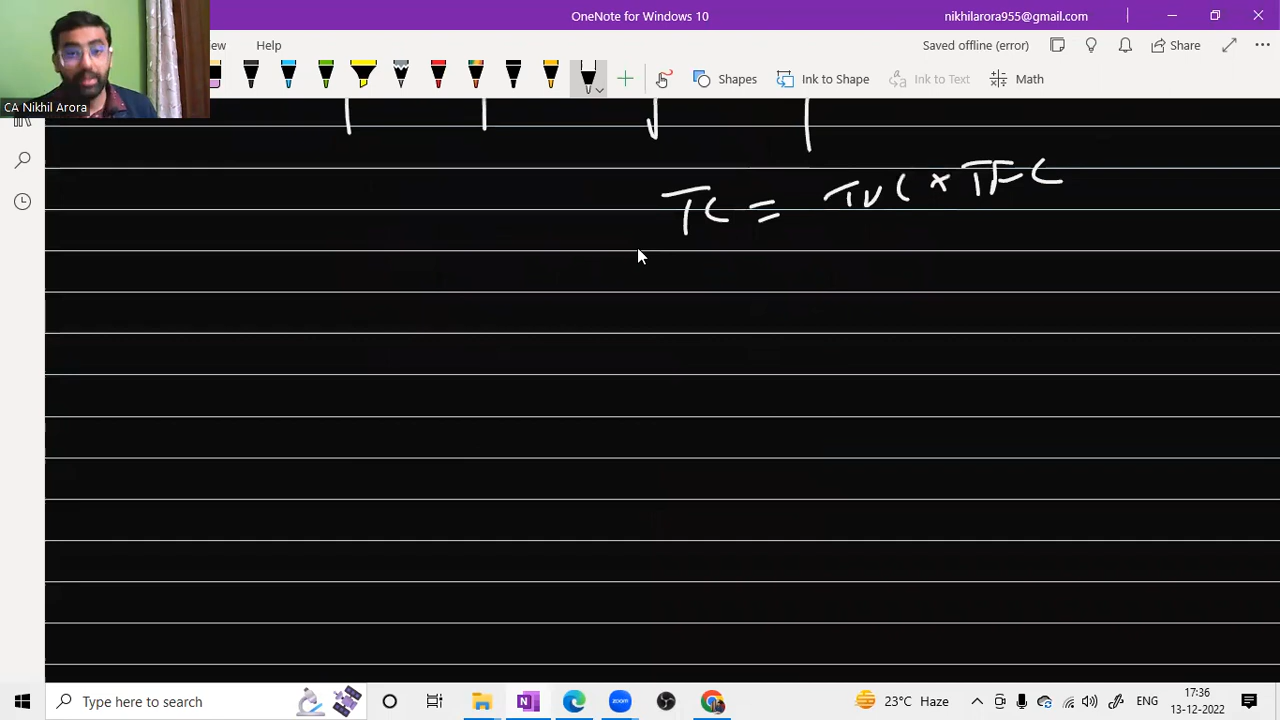 OneNote for Windows 10
nikhilarora955@gmail.com
Help
Saved offline (error)
Share
Shapes
Ink to Shape
Ink to Text
Math
CA Nikhil Arora
TC = TVC x TFC
Type here to search
23°C Haze
ENG
17:36
13-12-2022